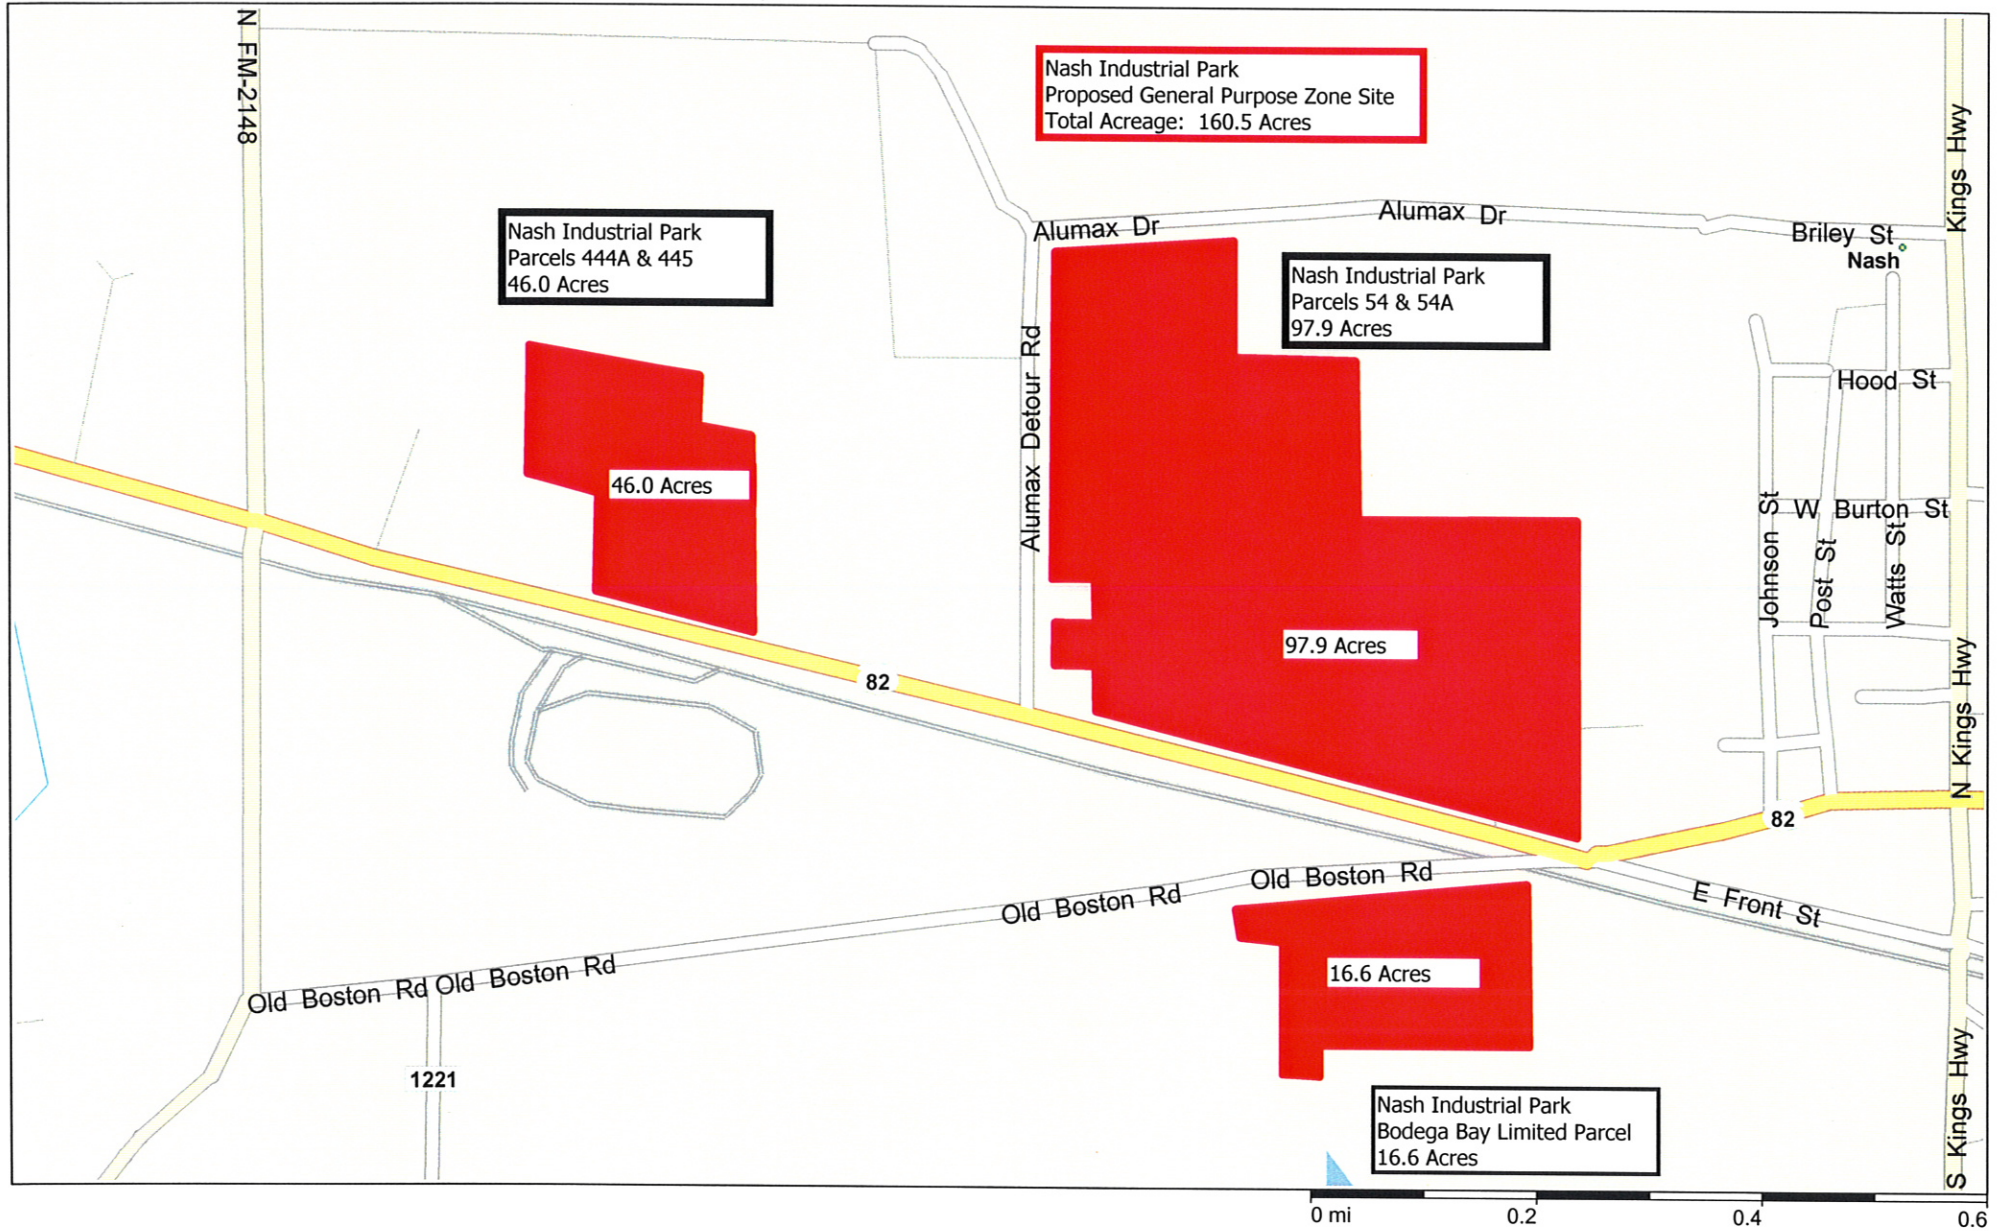 N FM-2148
Nash Industrial Park
Proposed General Purpose Zone Site
Total Acreage: 160.5 Acres
Kings Hwy
Nash Industrial Park
Parcels 444A & 445
46.0 Acres
Alumax Dr
Alumax Dr
Briley St
Nash
Nash Industrial Park
Parcels 54 & 54A
97.9 Acres
Alumax Detour Rd
Hood St
46.0 Acres
W Burton St
Johnson St
Post St
Watts St
97.9 Acres
82
N Kings Hwy
82
Old Boston Rd
Old Boston Rd
E Front St
Old Boston Rd
Old Boston Rd
16.6 Acres
1221
S Kings Hwy
Nash Industrial Park
Bodega Bay Limited Parcel
16.6 Acres
0 mi 0.2 0.4 0.6